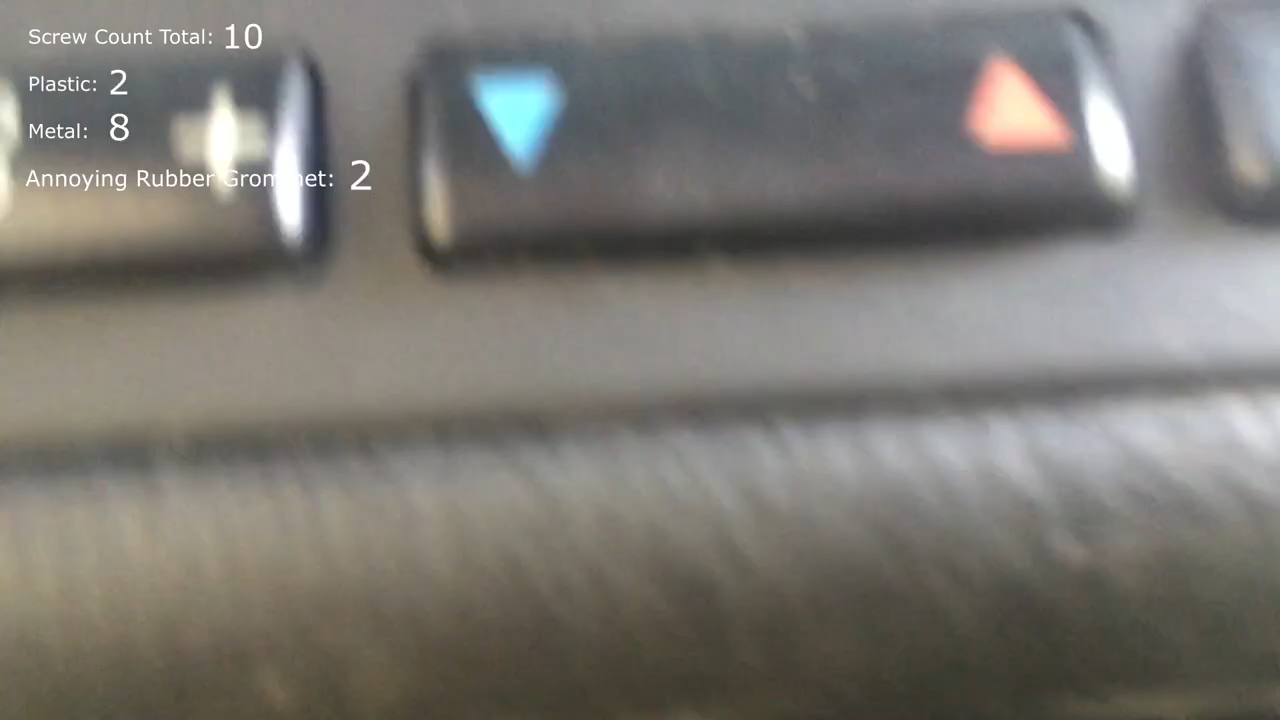 Screw Count Total: 10
Plastic: 2
Metal: 8
Annoying Rubber Grommet: 2